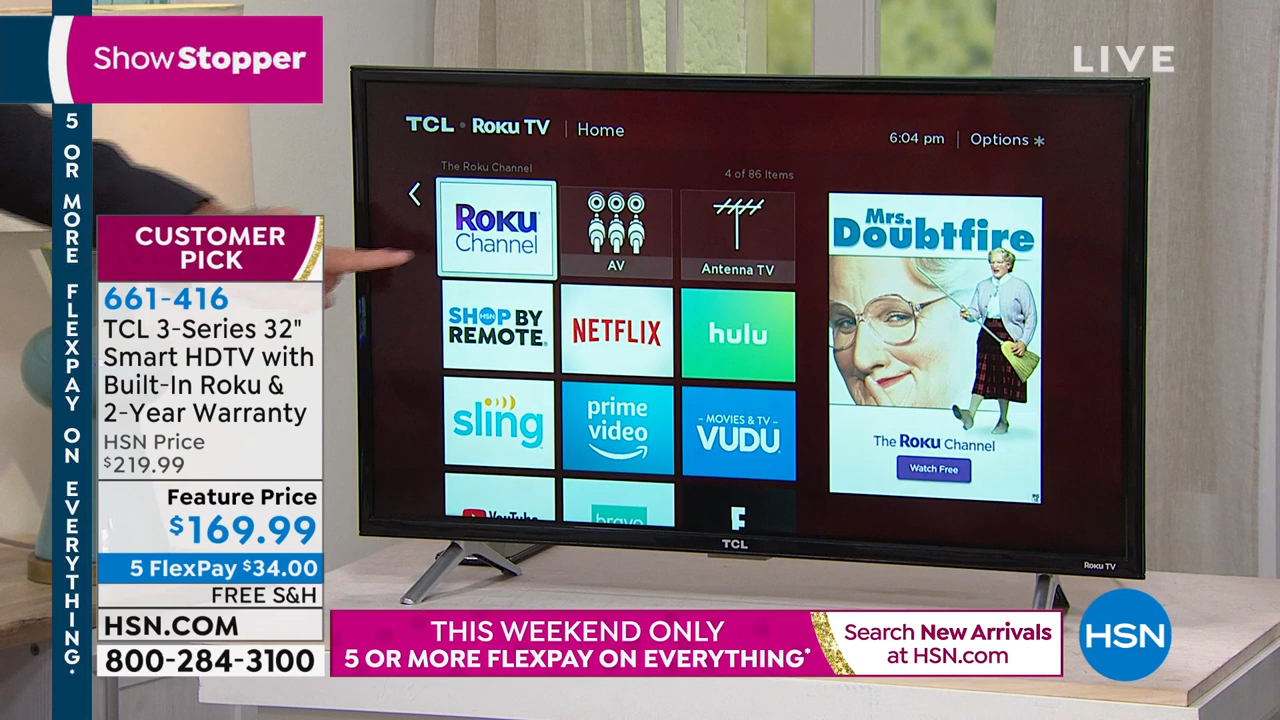 ShowStopper
LIVE
5 OR MORE FLEXPAY ON EVERYTHING.*
CUSTOMER
PICK
661-416
TCL 3-Series 32"
Smart HDTV with
Built-In Roku &
2-Year Warranty
HSN Price
$219.99
Feature Price
$169.99
5 FlexPay $34.00
FREE S&H
HSN.COM
800-284-3100
TCL • Roku TV | Home
6:04 pm | Options *
The Roku Channel
4 of 86 Items
Roku
Channel
AV
Antenna TV
SHOP BY
HSN
REMOTE
NETFLIX
hulu
sling
prime
video
MOVIES & TV
VUDU
YouTube
bravo
F
Mrs.
Doubtfire
The Roku Channel
Watch Free
PG-13
TCL
Roku TV
THIS WEEKEND ONLY
5 OR MORE FLEXPAY ON EVERYTHING*
Search New Arrivals
at HSN.com
HSN